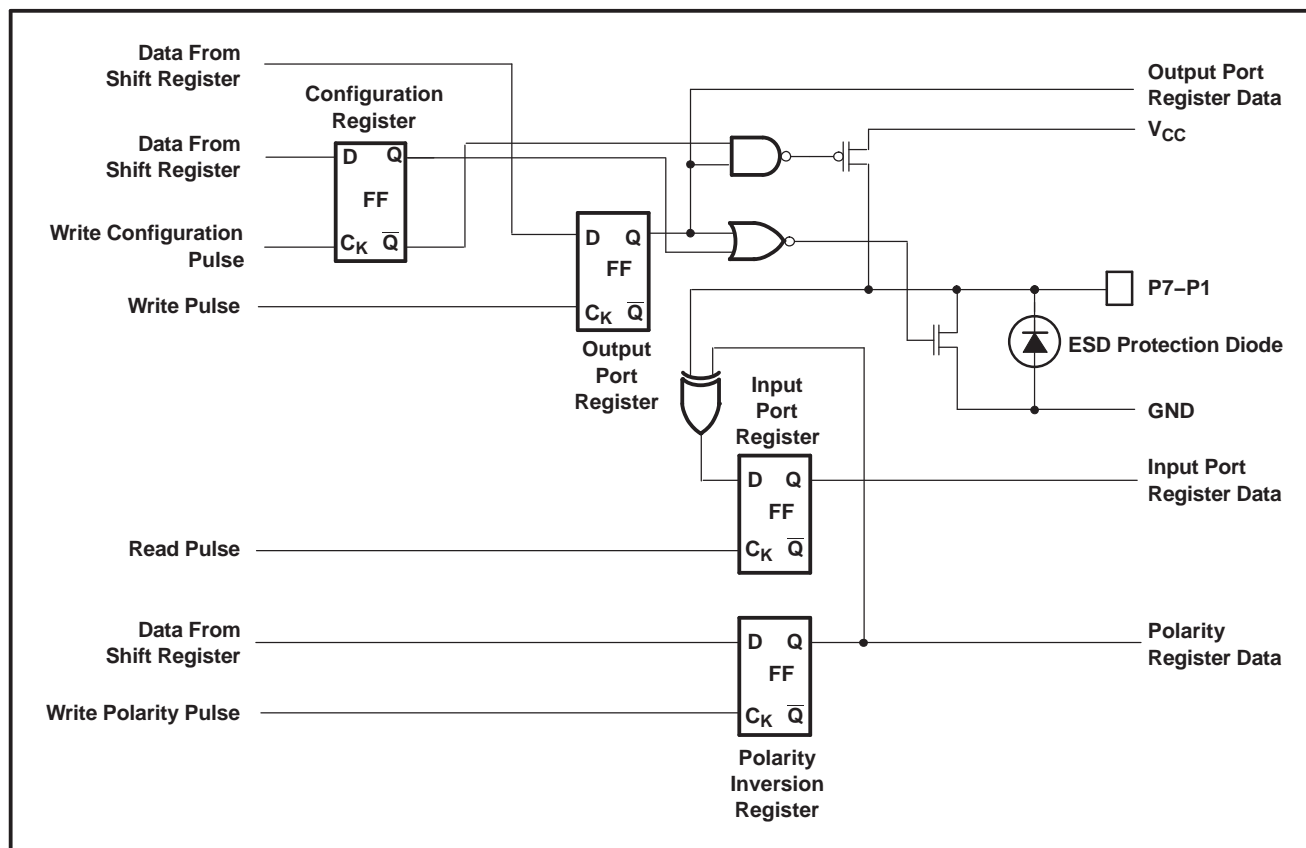 Data From
Shift Register
Configuration
Register
Data From
Shift Register
D Q
FF
CK Q̅
Write Configuration
Pulse
Write Pulse
D Q
FF
CK Q̅
Output
Port
Register
Output Port
Register Data
VCC
P7–P1
ESD Protection Diode
GND
Input
Port
Register
D Q
FF
CK Q̅
Input Port
Register Data
Read Pulse
Data From
Shift Register
Write Polarity Pulse
D Q
FF
CK Q̅
Polarity
Inversion
Register
Polarity
Register Data